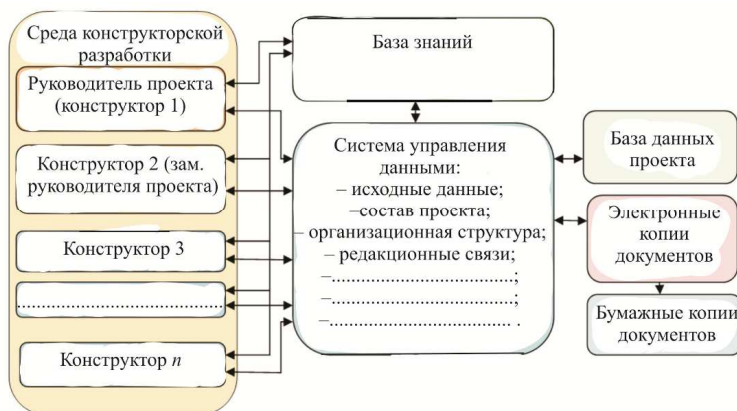 Среда конструкторской
разработки
Руководитель проекта
(конструктор 1)
Конструктор 2 (зам.
руководителя проекта)
Конструктор 3
........................................
Конструктор n
База знаний
Система управления
данными:
– исходные данные;
–состав проекта;
– организационная структура;
– редакционные связи;
–...................................;
–...................................;
–................................... .
База данных
проекта
Электронные
копии
документов
Бумажные копии
документов